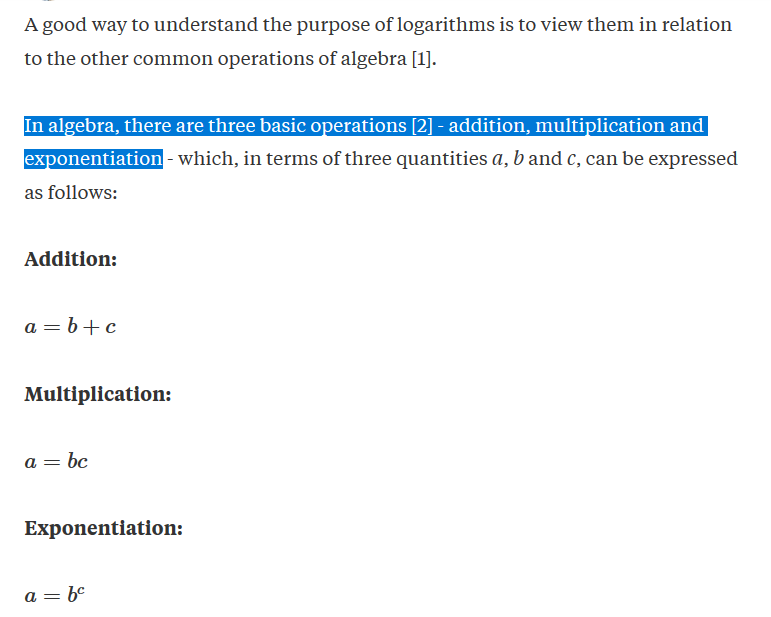 A good way to understand the purpose of logarithms is to view them in relation
to the other common operations of algebra [1].
In algebra, there are three basic operations [2] - addition, multiplication and
exponentiation - which, in terms of three quantities a, b and c, can be expressed
as follows:
Addition:
a = b + c
Multiplication:
a = bc
Exponentiation:
a = b^c